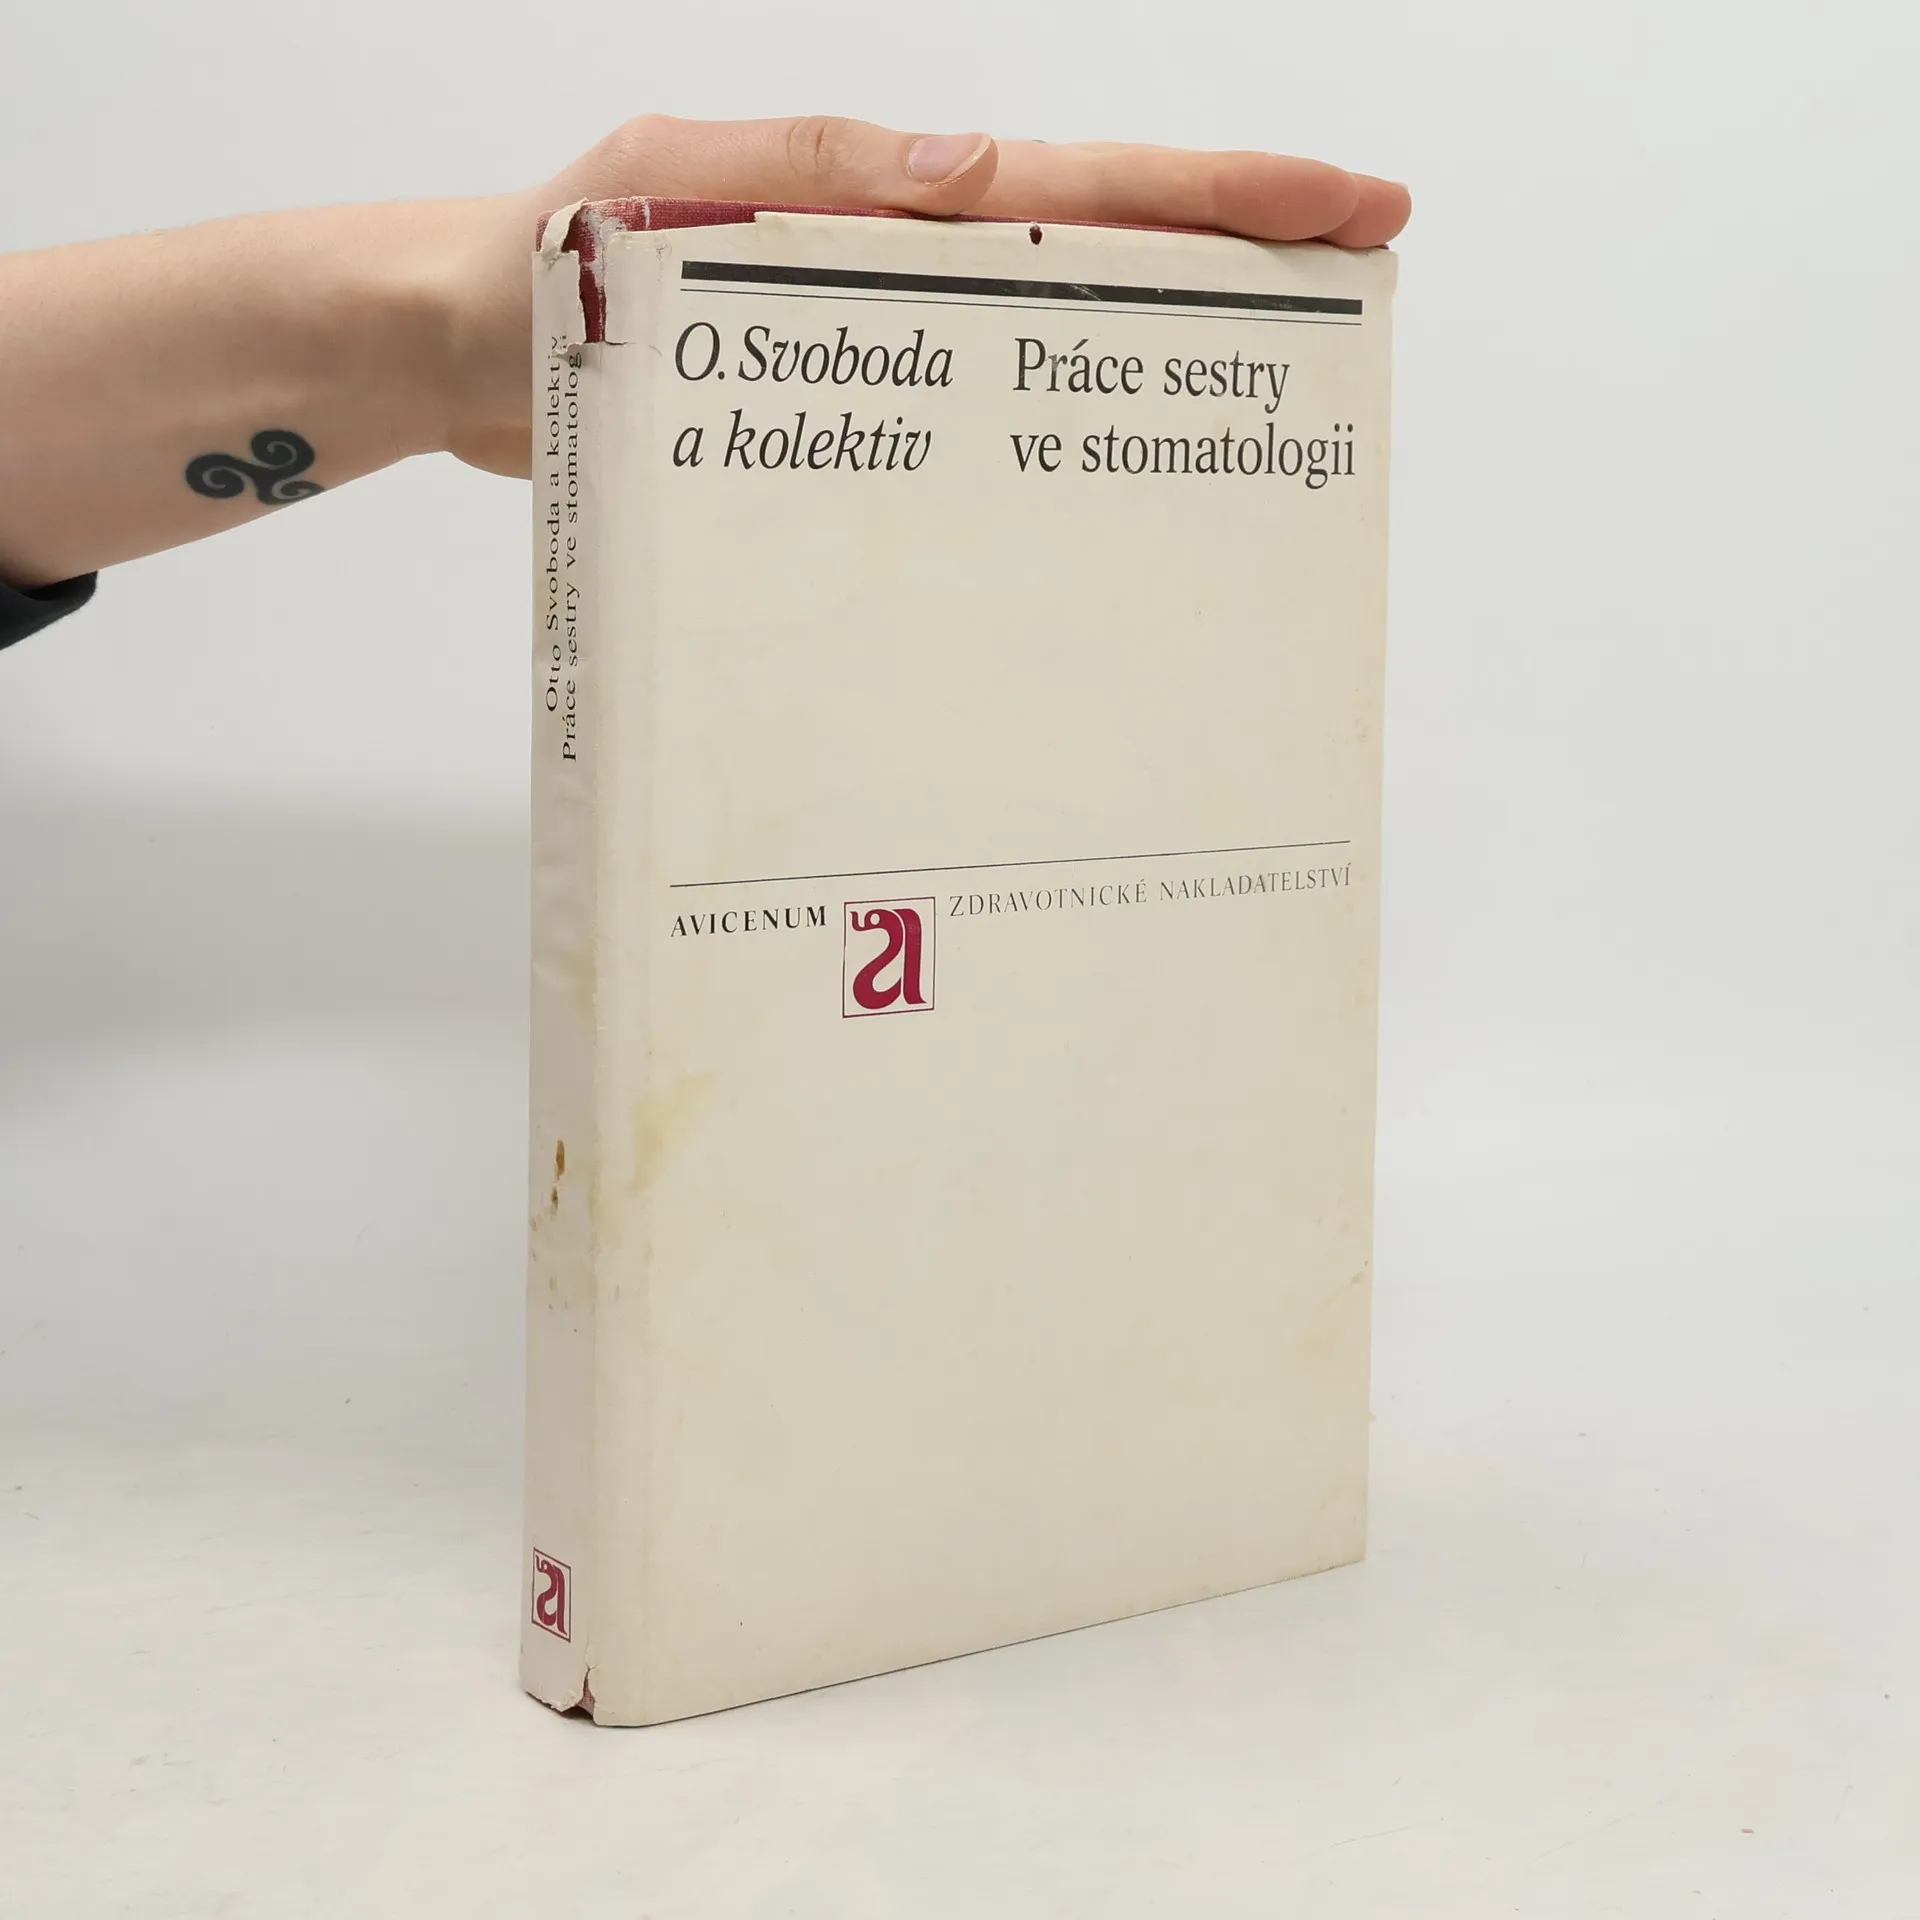 O. Svoboda
a kolektiv
Práce sestry
ve stomatologii
AVICENUM
ZDRAVOTNICKÉ NAKLADATELSTVÍ
Otto Svoboda a kolektiv
Práce sestry ve stomatologii